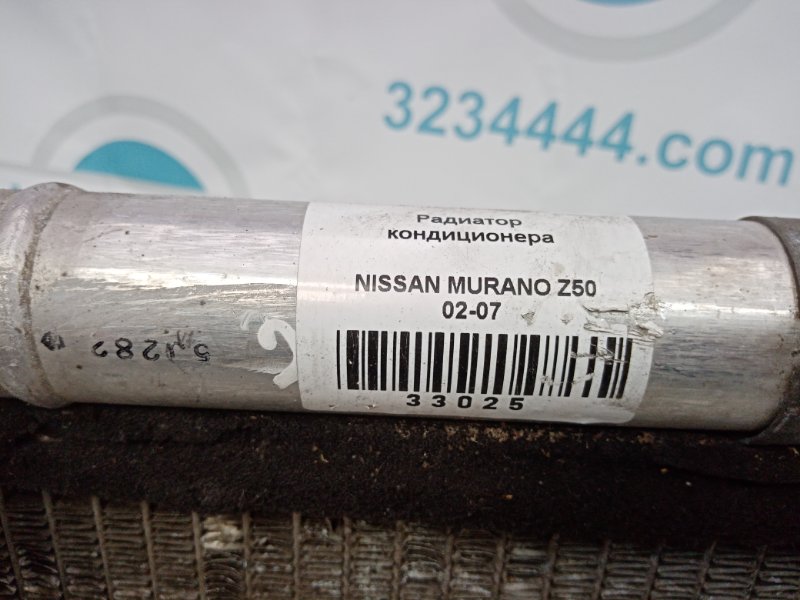 3234444.com
Радиатор
кондиционера
NISSAN MURANO Z50
02-07
33025